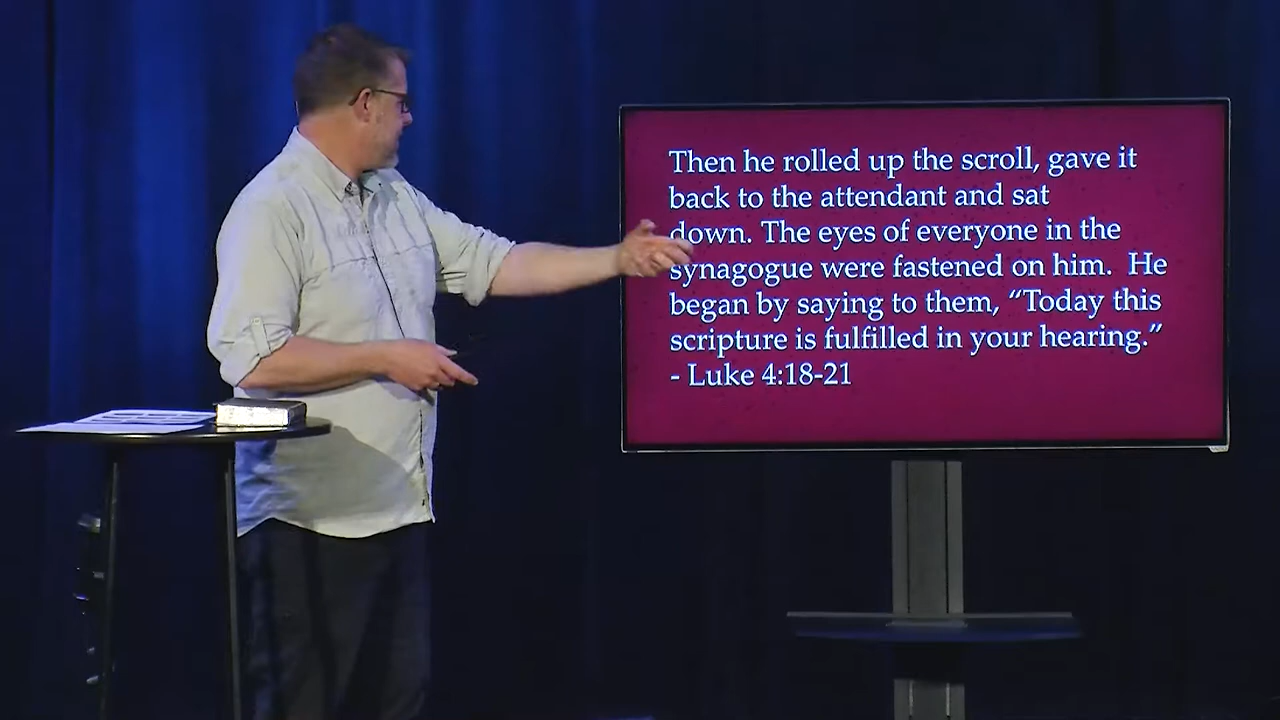 Then he rolled up the scroll, gave it
back to the attendant and sat
down. The eyes of everyone in the
synagogue were fastened on him.  He
began by saying to them, “Today this
scripture is fulfilled in your hearing.”
- Luke 4:18-21